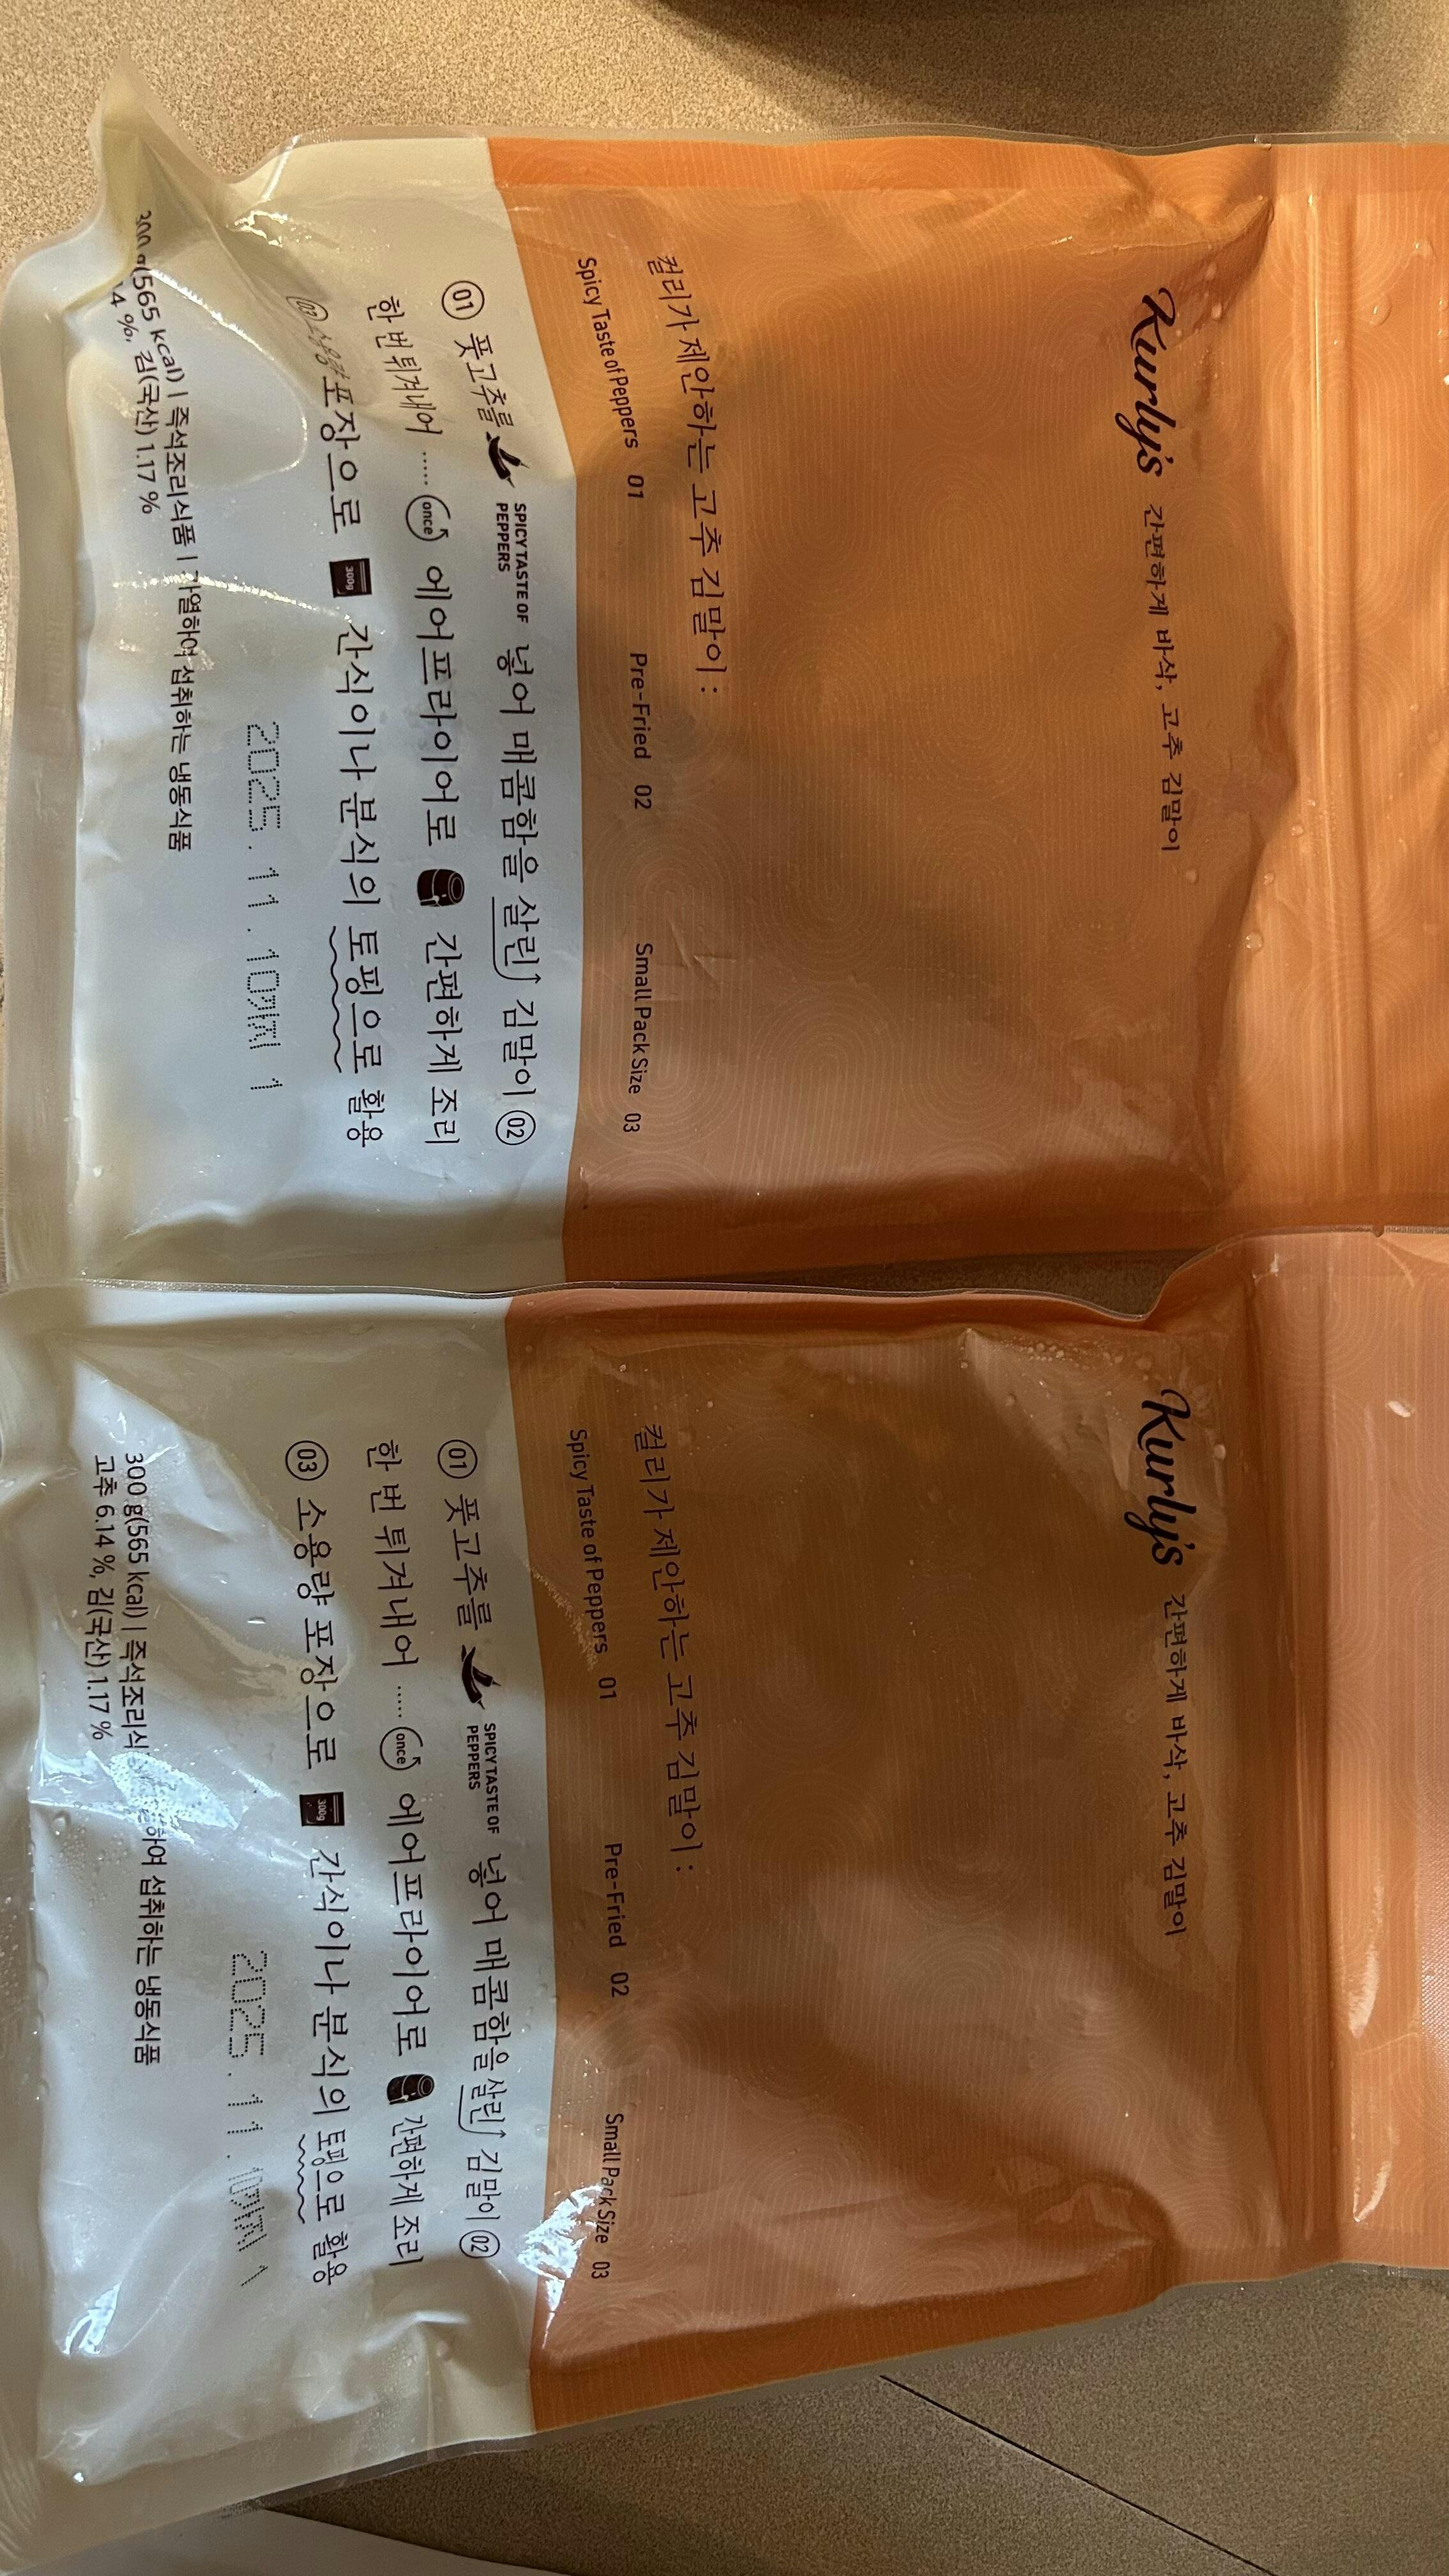 Kurly's 간편하게 바삭, 고추 김말이
컬리가 제안하는 고추 김말이 :
Spicy Taste of Peppers 01 Pre-Fried 02 Small Pack Size 03
01 풋고추를 SPICY TASTE OF PEPPERS 넣어 매콤함을 살린 김말이 02
한 번 튀겨내어 ..... once 에어프라이어로 간편하게 조리
포장으로 300g 간식이나 분식의 토핑으로 활용
2025.11.10까지 1
(565 kcal) | 즉석조리식품 | 가열하여 섭취하는 냉동식품
14 %, 김(국산) 1.17 %
Kurly's 간편하게 바삭, 고추 김말이
컬리가 제안하는 고추 김말이 :
Spicy Taste of Peppers 01 Pre-Fried 02 Small Pack Size 03
01 풋고추를 SPICY TASTE OF PEPPERS 넣어 매콤함을 살린 김말이 02
한 번 튀겨내어 ..... once 에어프라이어로 간편하게 조리
03 소용량 포장으로 300g 간식이나 분식의 토핑으로 활용
2025.11.10까지 1
300 g(565 kcal) | 즉석조리식 하여 섭취하는 냉동식품
고추 6.14 %, 김(국산) 1.17 %